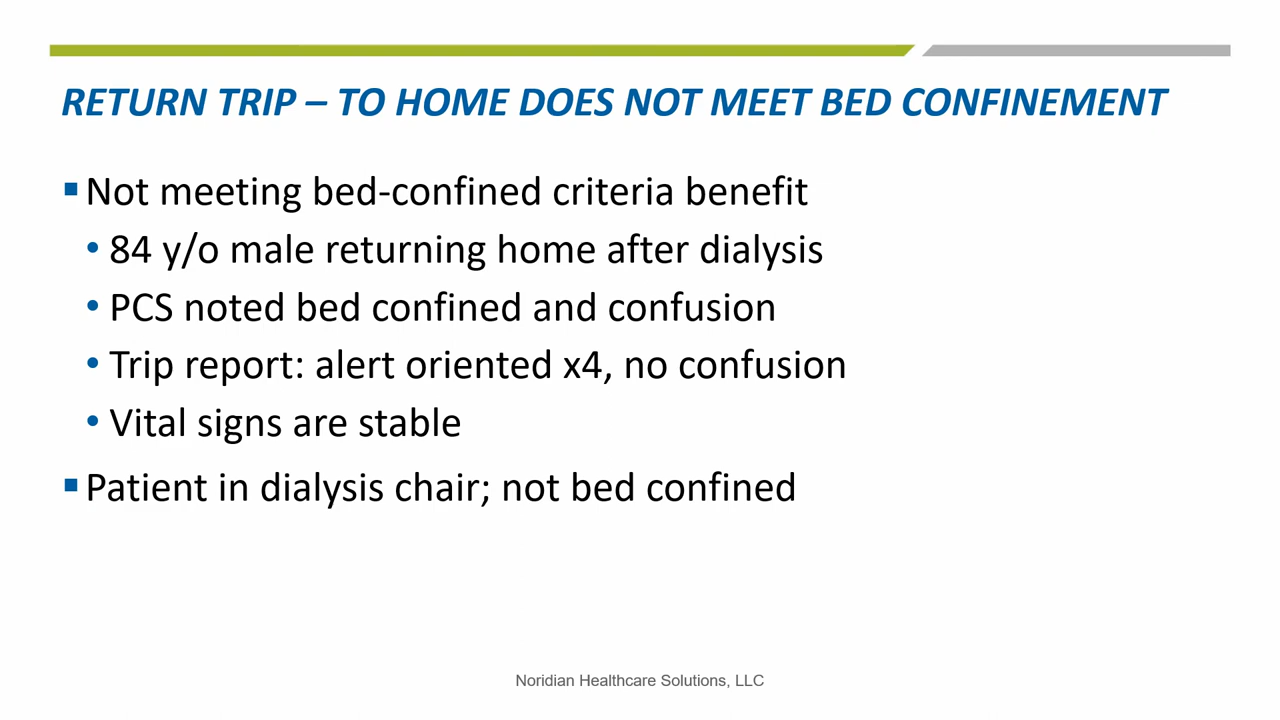 RETURN TRIP – TO HOME DOES NOT MEET BED CONFINEMENT
▪ Not meeting bed-confined criteria benefit
• 84 y/o male returning home after dialysis
• PCS noted bed confined and confusion
• Trip report: alert oriented x4, no confusion
• Vital signs are stable
▪ Patient in dialysis chair; not bed confined
Noridian Healthcare Solutions, LLC